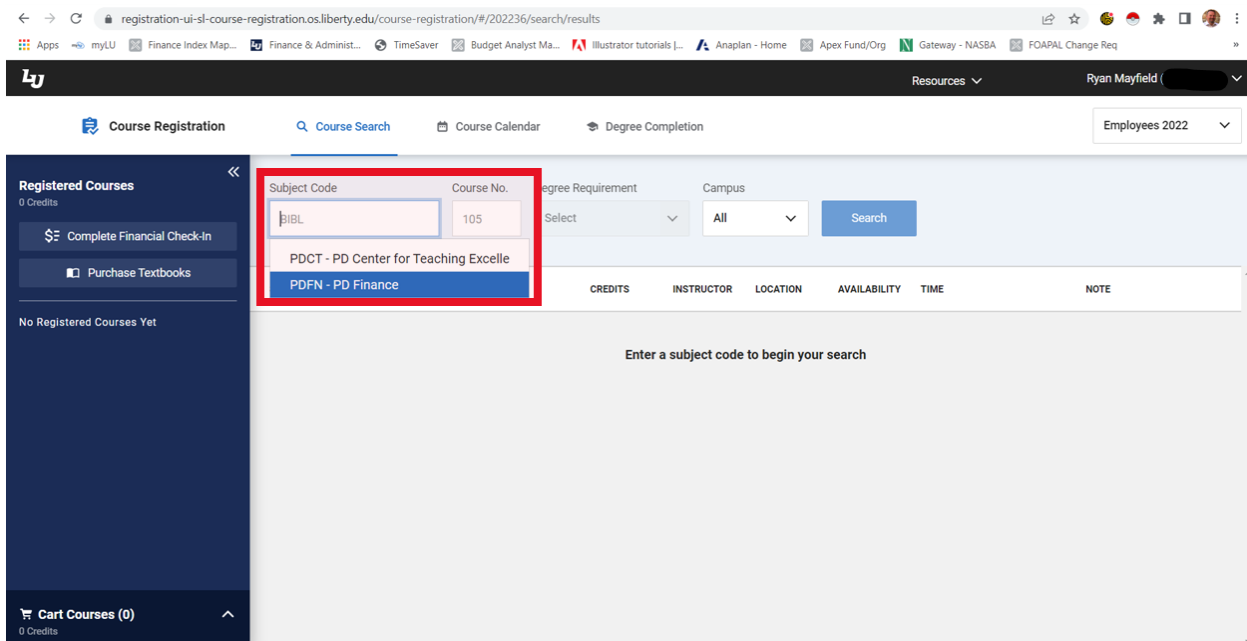 registration-ui-sl-course-registration.os.liberty.edu/course-registration/#/202236/search/results
Apps myLU Finance Index Map... LU Finance & Administ... TimeSaver Budget Analyst Ma... Illustrator tutorials |... Anaplan - Home Apex Fund/Org N Gateway - NASBA FOAPAL Change Req »
LU Resources Ryan Mayfield (
Course Registration Course Search Course Calendar Degree Completion Employees 2022
Registered Courses
0 Credits
Complete Financial Check-In
Purchase Textbooks
No Registered Courses Yet
Subject Code Course No. egree Requirement Campus
BIBL 105 Select All Search
PDCT - PD Center for Teaching Excelle
PDFN - PD Finance
CREDITS INSTRUCTOR LOCATION AVAILABILITY TIME NOTE
Enter a subject code to begin your search
Cart Courses (0)
0 Credits